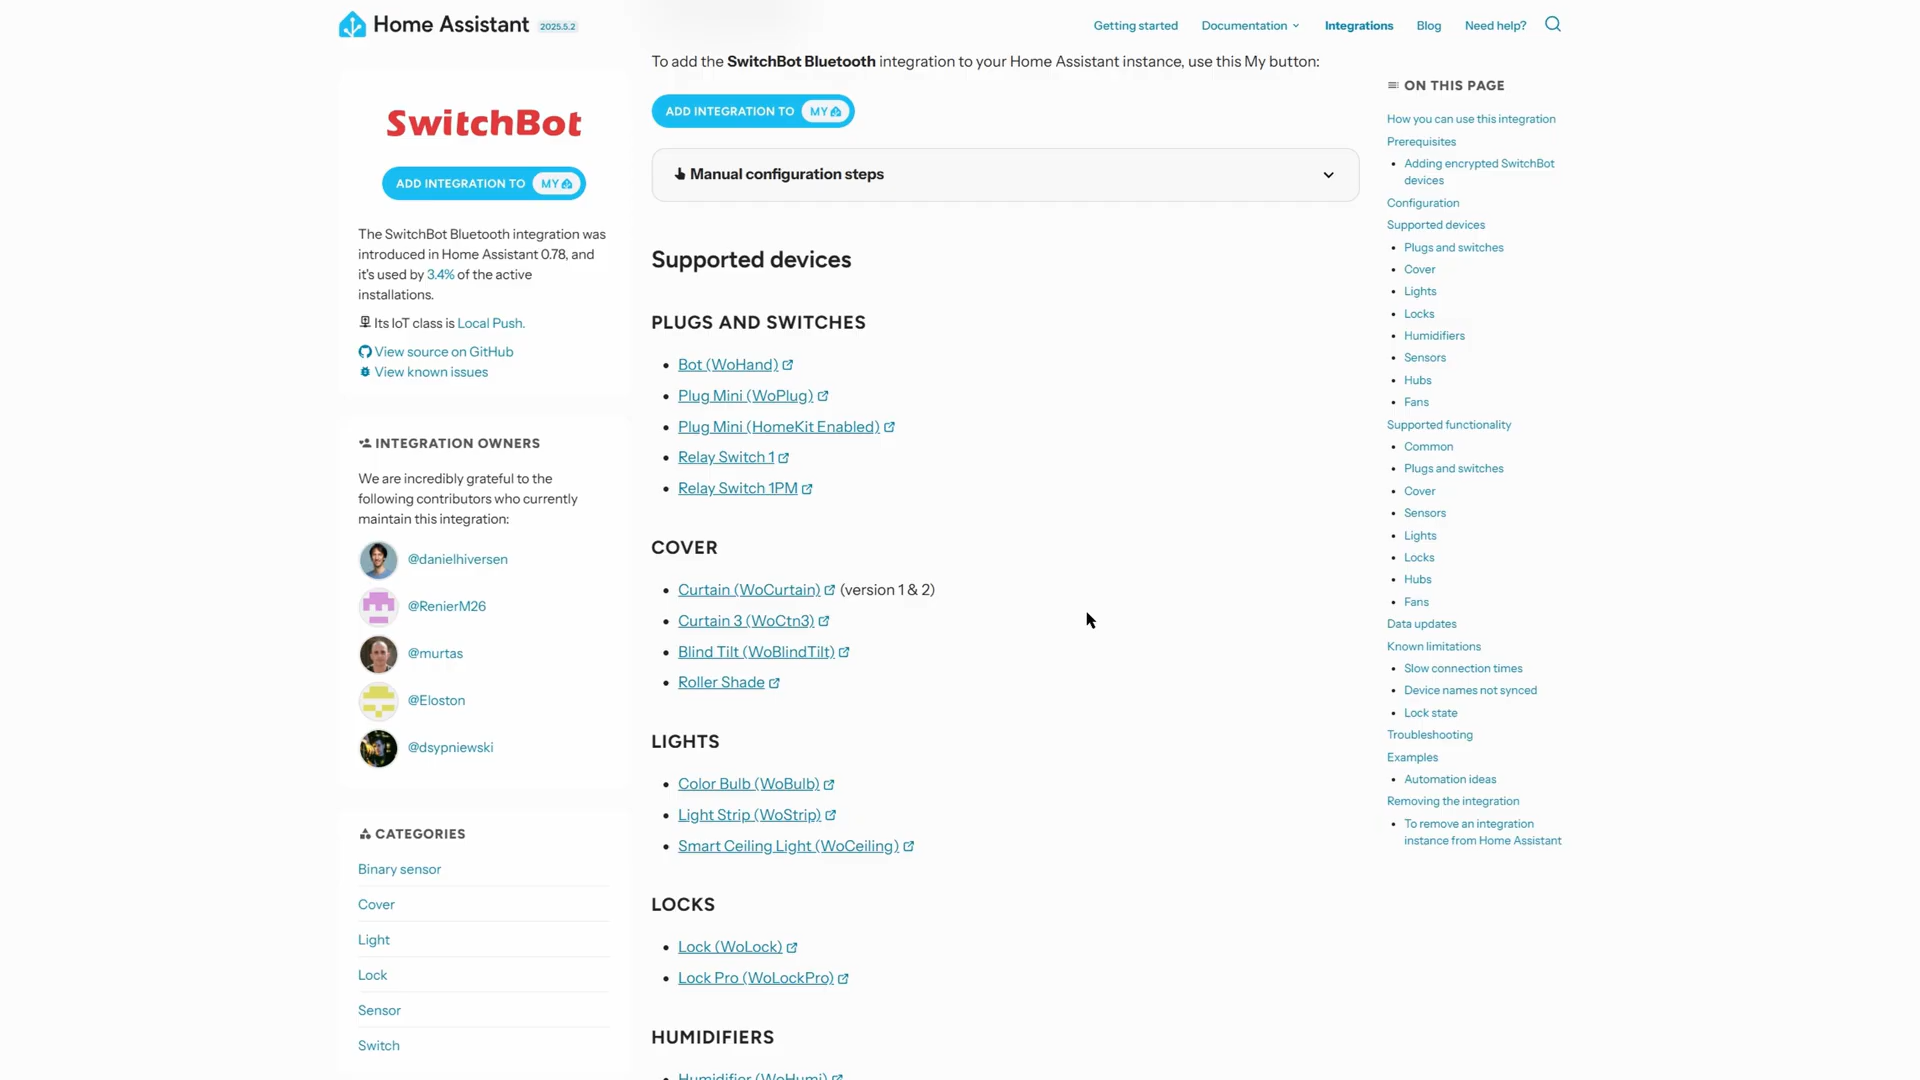 Home Assistant 2025.5.2
Getting started
Documentation
Integrations
Blog
Need help?
SwitchBot
ADD INTEGRATION TO MY
The SwitchBot Bluetooth integration was
introduced in Home Assistant 0.78, and
it's used by 3.4% of the active
installations.
Its IoT class is Local Push.
View source on GitHub
View known issues
INTEGRATION OWNERS
We are incredibly grateful to the
following contributors who currently
maintain this integration:
@danielhiversen
@RenierM26
@murtas
@Eloston
@dsypniewski
CATEGORIES
Binary sensor
Cover
Light
Lock
Sensor
Switch
To add the SwitchBot Bluetooth integration to your Home Assistant instance, use this My button:
ADD INTEGRATION TO MY
Manual configuration steps
Supported devices
PLUGS AND SWITCHES
Bot (WoHand)
Plug Mini (WoPlug)
Plug Mini (HomeKit Enabled)
Relay Switch 1
Relay Switch 1PM
COVER
Curtain (WoCurtain) (version 1 & 2)
Curtain 3 (WoCtn3)
Blind Tilt (WoBlindTilt)
Roller Shade
LIGHTS
Color Bulb (WoBulb)
Light Strip (WoStrip)
Smart Ceiling Light (WoCeiling)
LOCKS
Lock (WoLock)
Lock Pro (WoLockPro)
HUMIDIFIERS
Humidifier (WoHumi)
ON THIS PAGE
How you can use this integration
Prerequisites
Adding encrypted SwitchBot
devices
Configuration
Supported devices
Plugs and switches
Cover
Lights
Locks
Humidifiers
Sensors
Hubs
Fans
Supported functionality
Common
Plugs and switches
Cover
Sensors
Lights
Locks
Hubs
Fans
Data updates
Known limitations
Slow connection times
Device names not synced
Lock state
Troubleshooting
Examples
Automation ideas
Removing the integration
To remove an integration
instance from Home Assistant